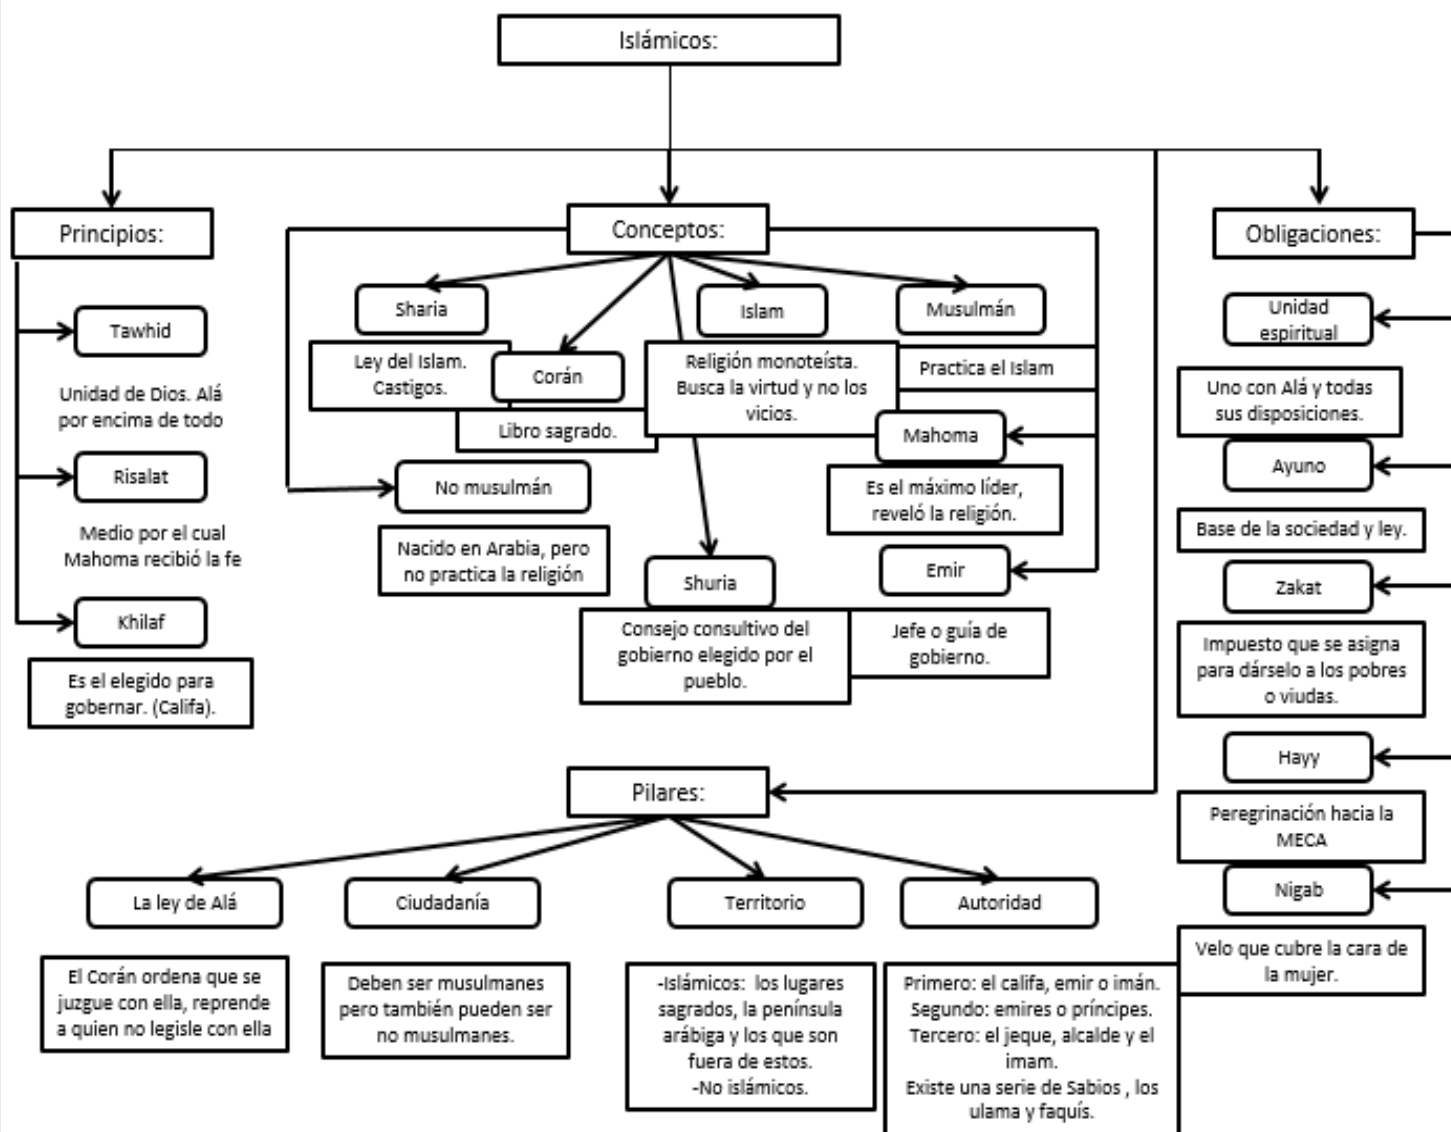 Islámicos:
Principios:
Tawhid
Unidad de Dios. Alá
por encima de todo
Risalat
Medio por el cual
Mahoma recibió la fe
Khilaf
Es el elegido para
gobernar. (Califa).
Conceptos:
Sharia
Ley del Islam.
Castigos.
Corán
Libro sagrado.
Islam
Religión monoteísta.
Busca la virtud y no los
vicios.
Musulmán
Practica el Islam
Mahoma
Es el máximo líder,
reveló la religión.
No musulmán
Nacido en Arabia, pero
no practica la religión
Shuria
Consejo consultivo del
gobierno elegido por el
pueblo.
Emir
Jefe o guía de
gobierno.
Obligaciones:
Unidad
espiritual
Uno con Alá y todas
sus disposiciones.
Ayuno
Base de la sociedad y ley.
Zakat
Impuesto que se asigna
para dárselo a los pobres
o viudas.
Hayy
Peregrinación hacia la
MECA
Nigab
Velo que cubre la cara de
la mujer.
Pilares:
La ley de Alá
El Corán ordena que se
juzgue con ella, reprende
a quien no legisle con ella
Ciudadanía
Deben ser musulmanes
pero también pueden ser
no musulmanes.
Territorio
-Islámicos:  los lugares
sagrados, la península
arábiga y los que son
fuera de estos.
-No islámicos.
Autoridad
Primero: el califa, emir o imán.
Segundo: emires o príncipes.
Tercero: el jeque, alcalde y el
imam.
Existe una serie de Sabios , los
ulama y faquís.